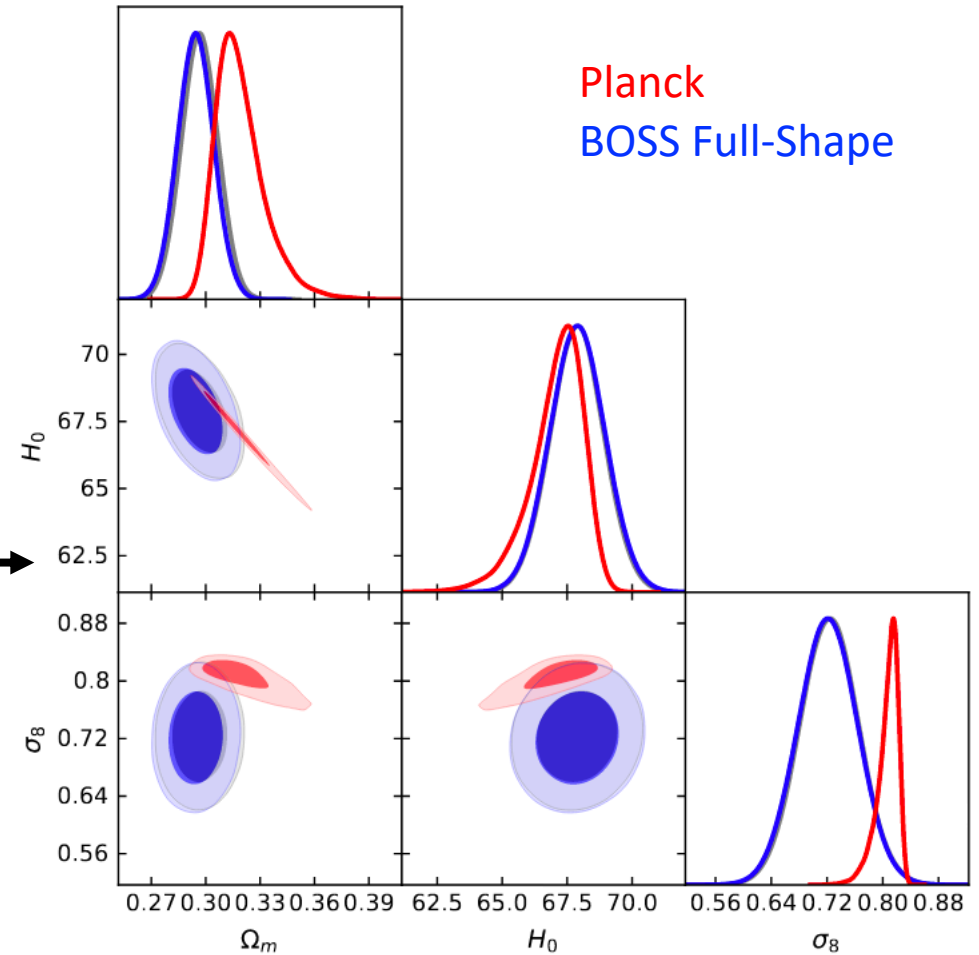 Planck
BOSS Full-Shape
70
67.5
65
62.5
H₀
0.88
0.8
0.72
0.64
0.56
σ₈
0.27 0.30 0.33 0.36 0.39
Ωₘ
62.5 65.0 67.5 70.0
H₀
0.56 0.64 0.72 0.80 0.88
σ₈